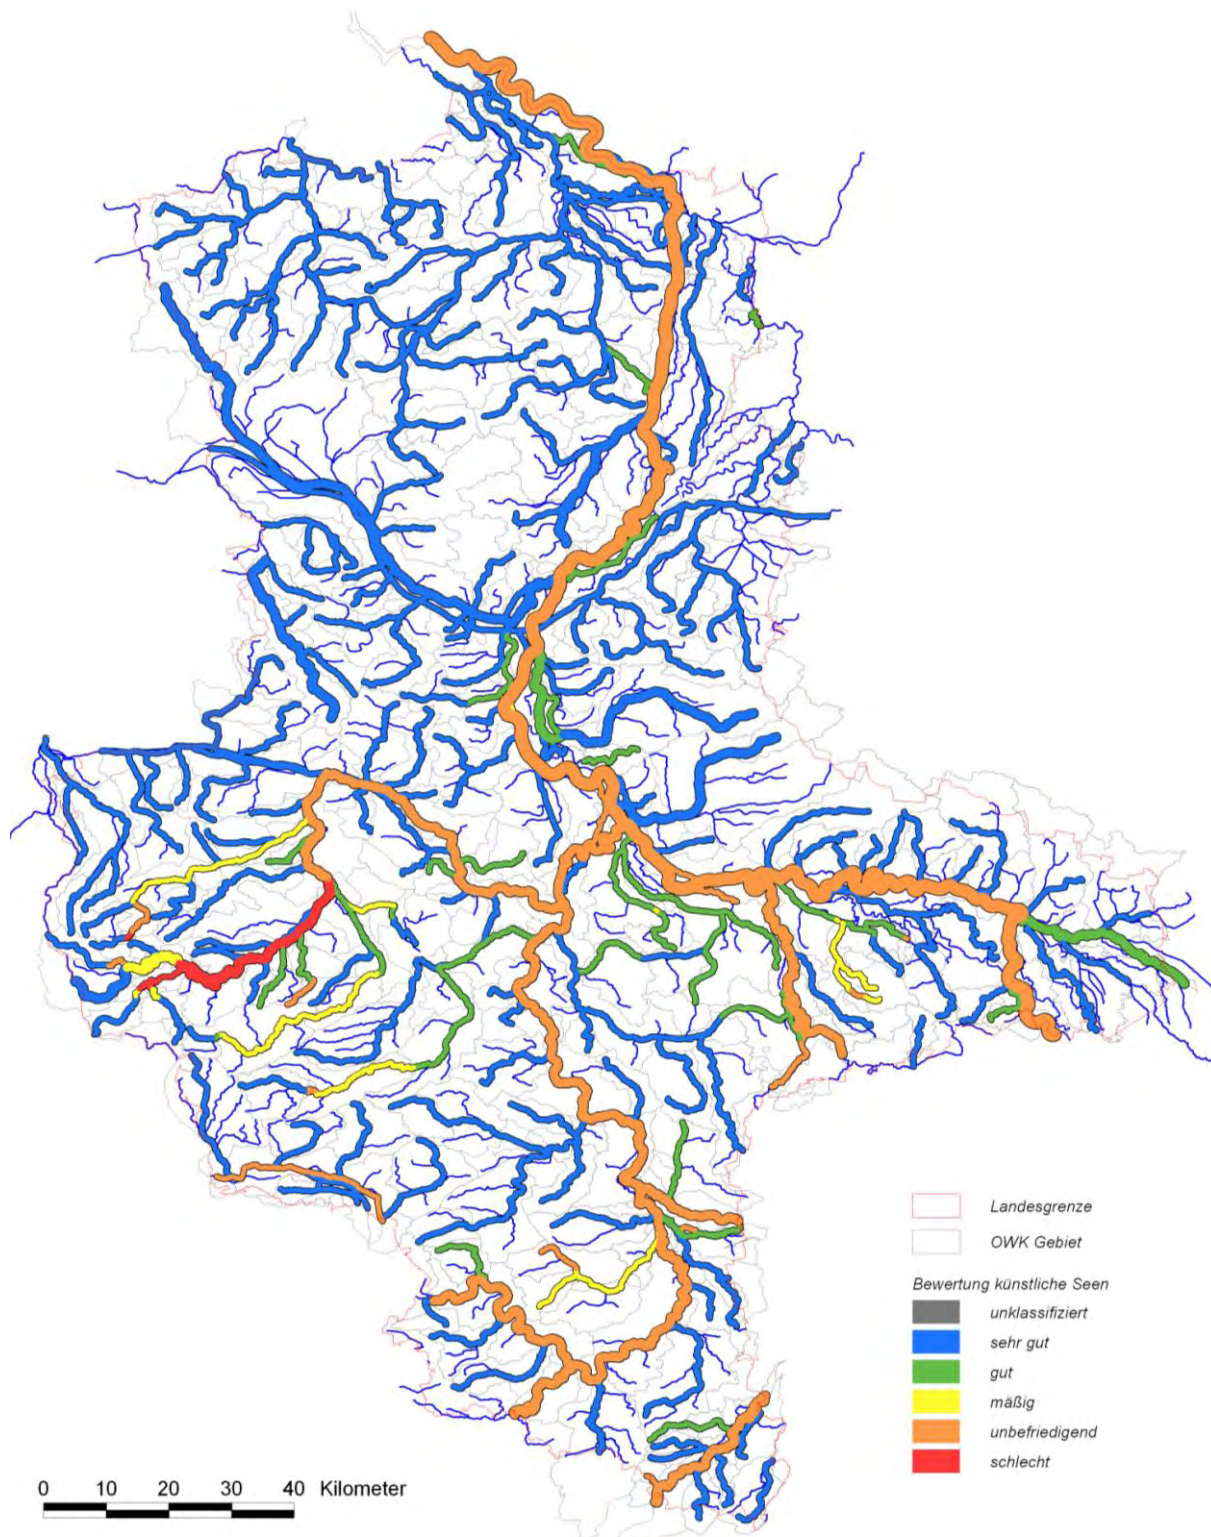 Landesgrenze
OWK Gebiet
Bewertung künstliche Seen
unklassifiziert
sehr gut
gut
mäßig
unbefriedigend
schlecht
0 10 20 30 40 Kilometer